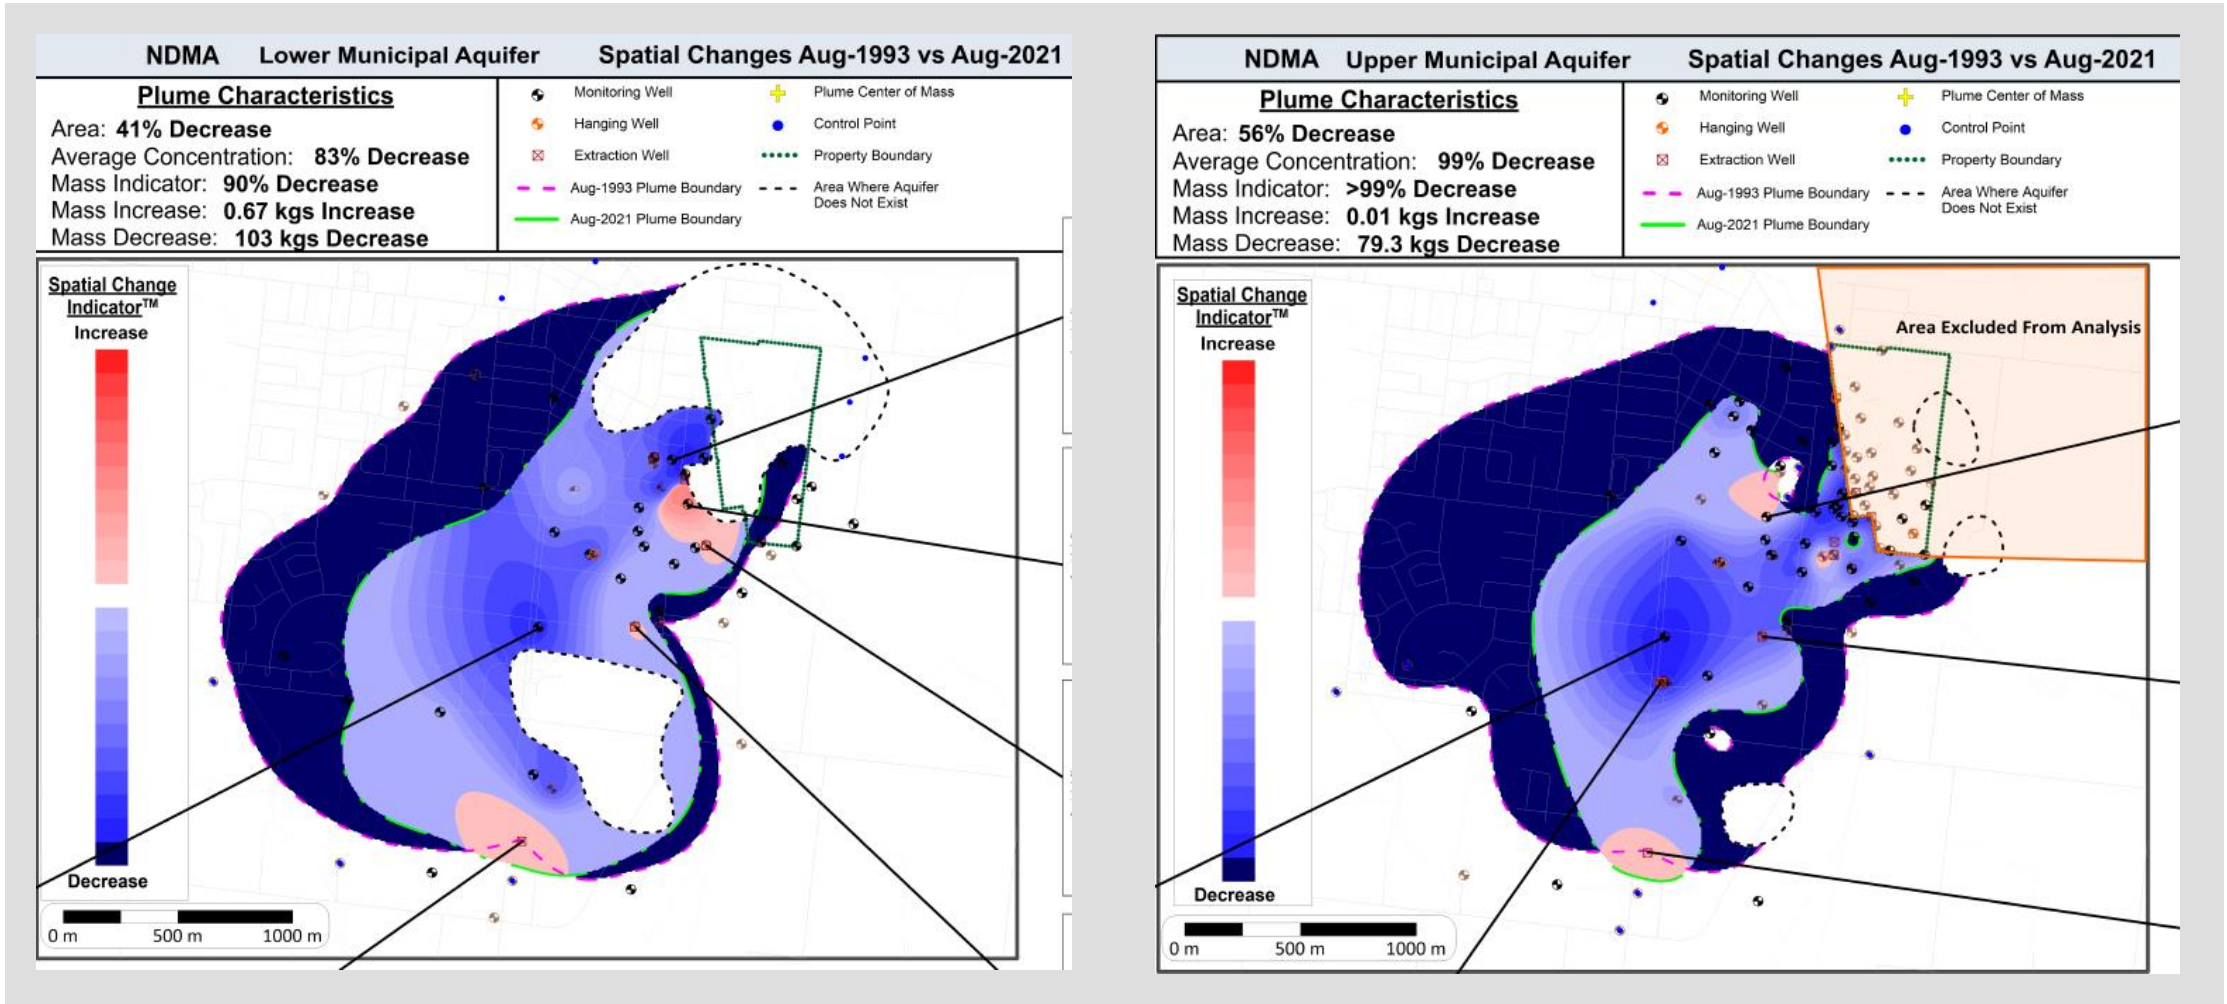 NDMA Lower Municipal Aquifer Spatial Changes Aug-1993 vs Aug-2021
Plume Characteristics
Area: 41% Decrease
Average Concentration: 83% Decrease
Mass Indicator: 90% Decrease
Mass Increase: 0.67 kgs Increase
Mass Decrease: 103 kgs Decrease
Monitoring Well
Hanging Well
Extraction Well
Aug-1993 Plume Boundary
Aug-2021 Plume Boundary
Plume Center of Mass
Control Point
Property Boundary
Area Where Aquifer
Does Not Exist
Spatial Change
Indicator™
Increase
Decrease
0 m 500 m 1000 m
NDMA Upper Municipal Aquifer Spatial Changes Aug-1993 vs Aug-2021
Plume Characteristics
Area: 56% Decrease
Average Concentration: 99% Decrease
Mass Indicator: >99% Decrease
Mass Increase: 0.01 kgs Increase
Mass Decrease: 79.3 kgs Decrease
Monitoring Well
Hanging Well
Extraction Well
Aug-1993 Plume Boundary
Aug-2021 Plume Boundary
Plume Center of Mass
Control Point
Property Boundary
Area Where Aquifer
Does Not Exist
Area Excluded From Analysis
Spatial Change
Indicator™
Increase
Decrease
0 m 500 m 1000 m